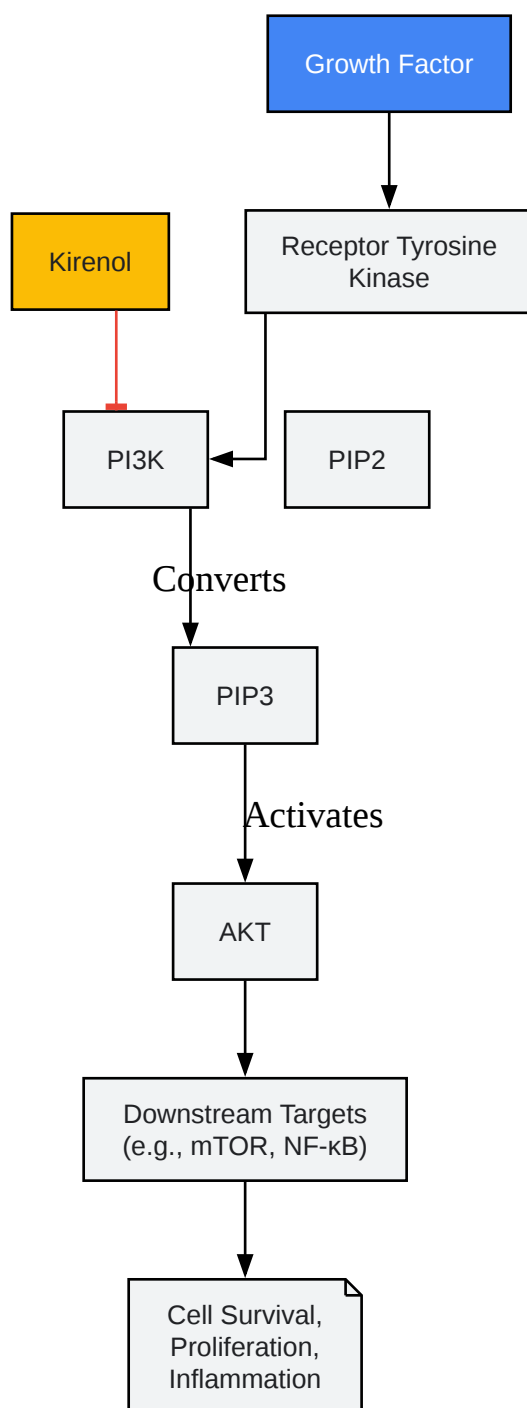 Growth Factor
Receptor Tyrosine
Kinase
Kirenol
PI3K
PIP2
Converts
PIP3
Activates
AKT
Downstream Targets
(e.g., mTOR, NF-κB)
Cell Survival,
Proliferation,
Inflammation